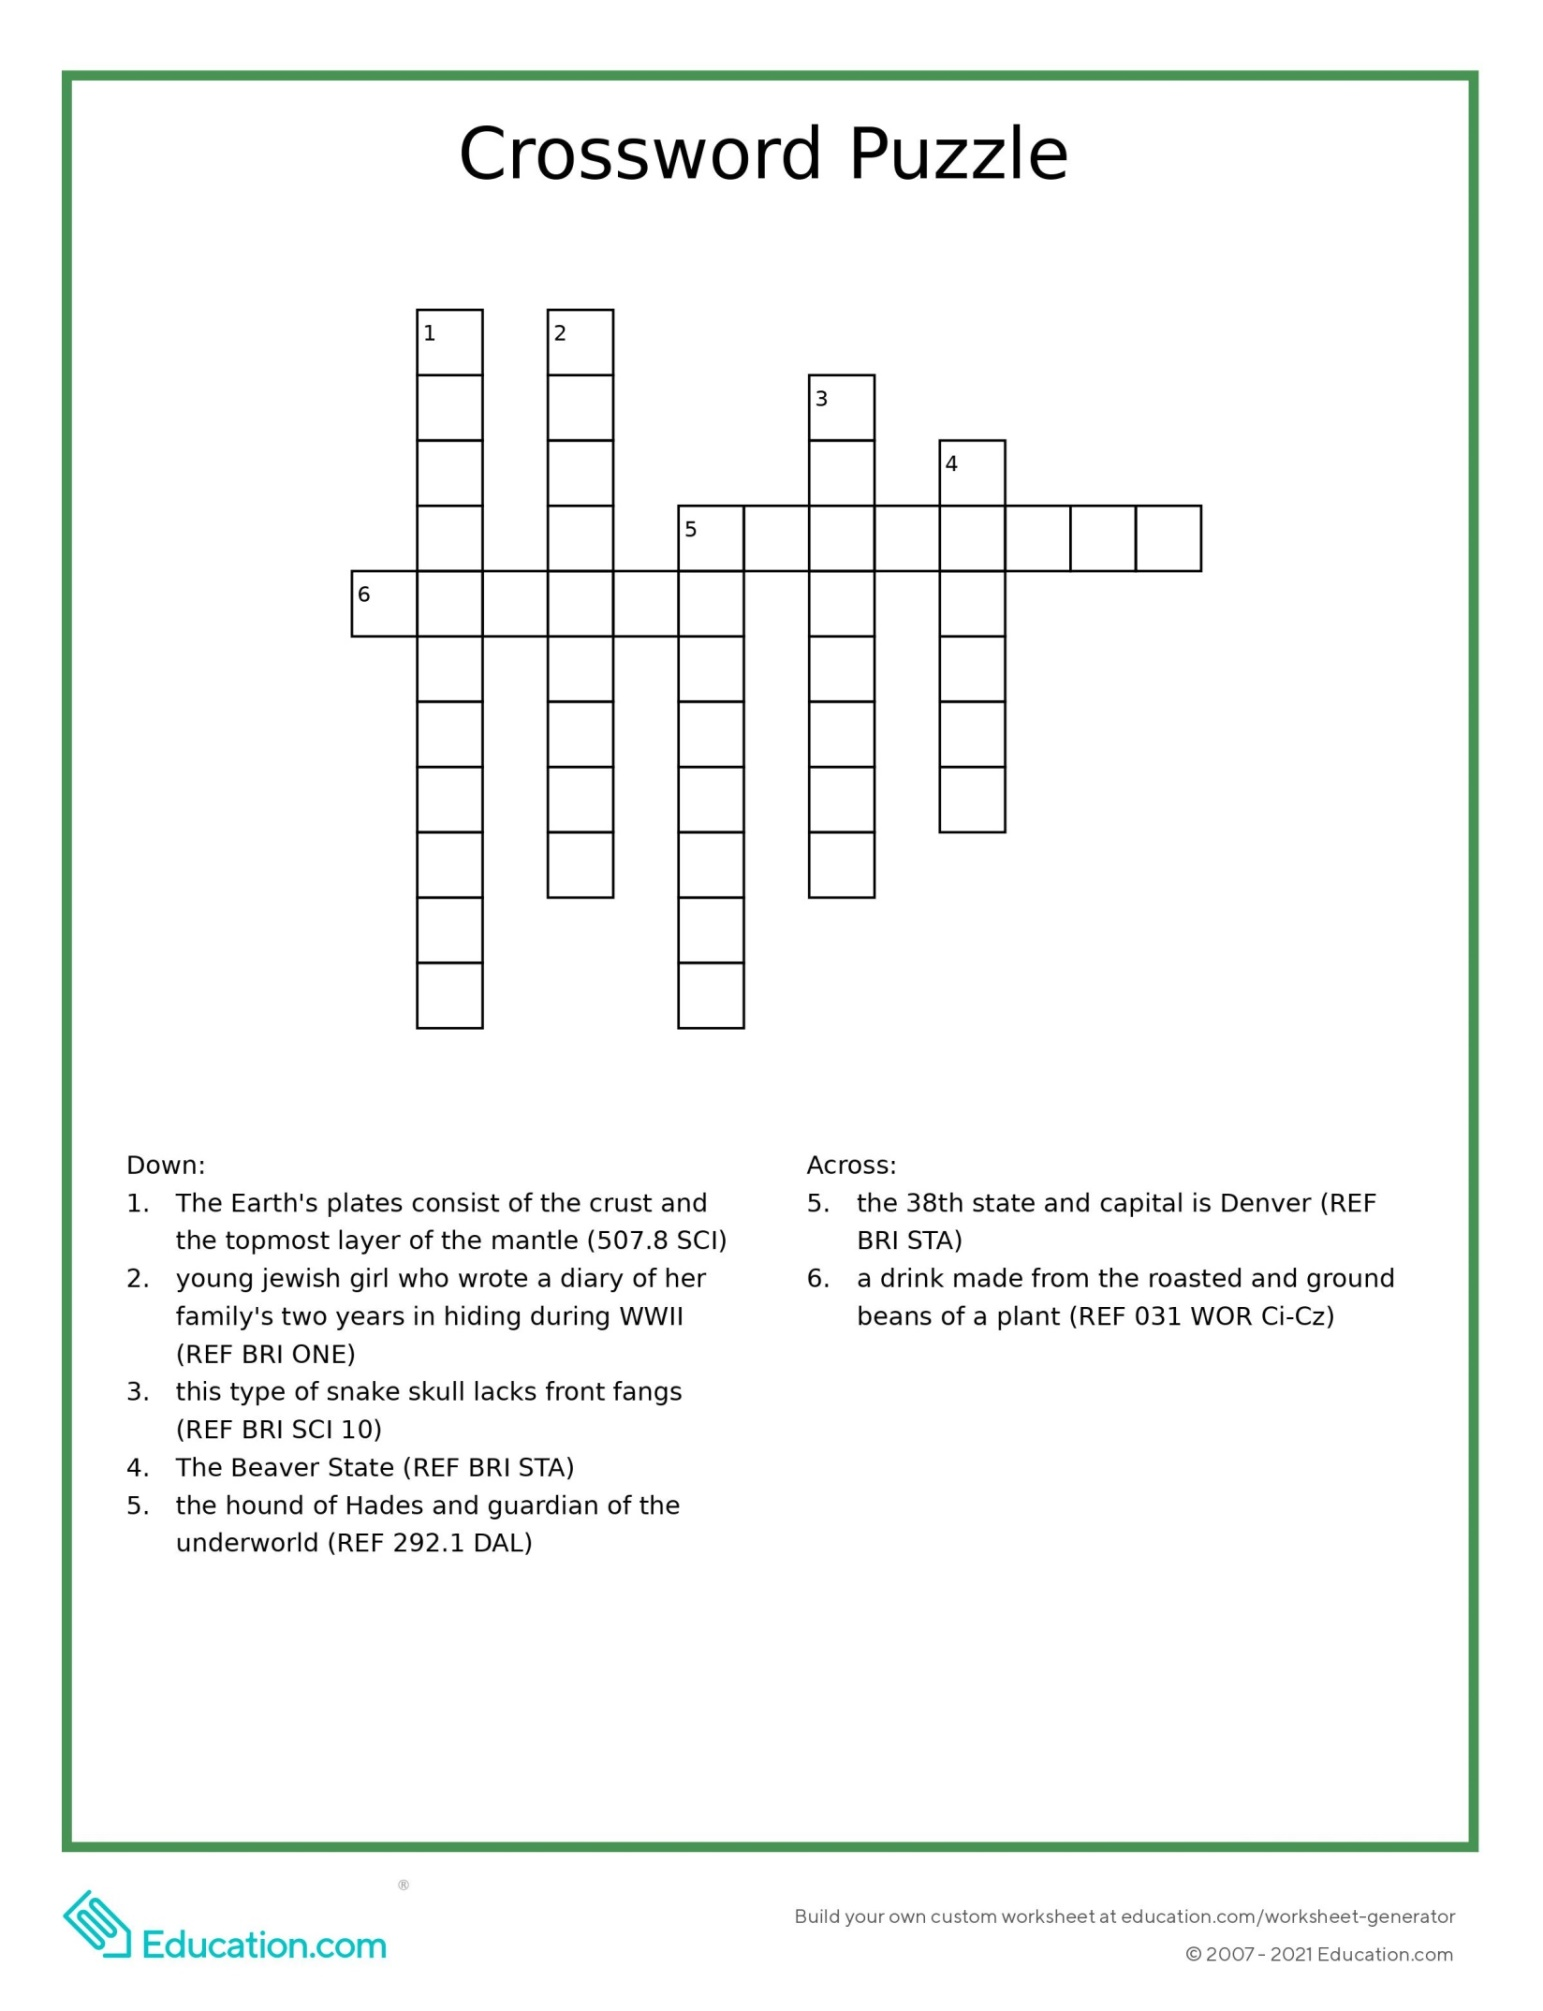 Crossword Puzzle
1
2
3
4
5
6
Down:
1. The Earth's plates consist of the crust and
the topmost layer of the mantle (507.8 SCI)
2. young jewish girl who wrote a diary of her
family's two years in hiding during WWII
(REF BRI ONE)
3. this type of snake skull lacks front fangs
(REF BRI SCI 10)
4. The Beaver State (REF BRI STA)
5. the hound of Hades and guardian of the
underworld (REF 292.1 DAL)
Across:
5. the 38th state and capital is Denver (REF
BRI STA)
6. a drink made from the roasted and ground
beans of a plant (REF 031 WOR Ci-Cz)
Education.com ®
Build your own custom worksheet at education.com/worksheet-generator
© 2007 - 2021 Education.com